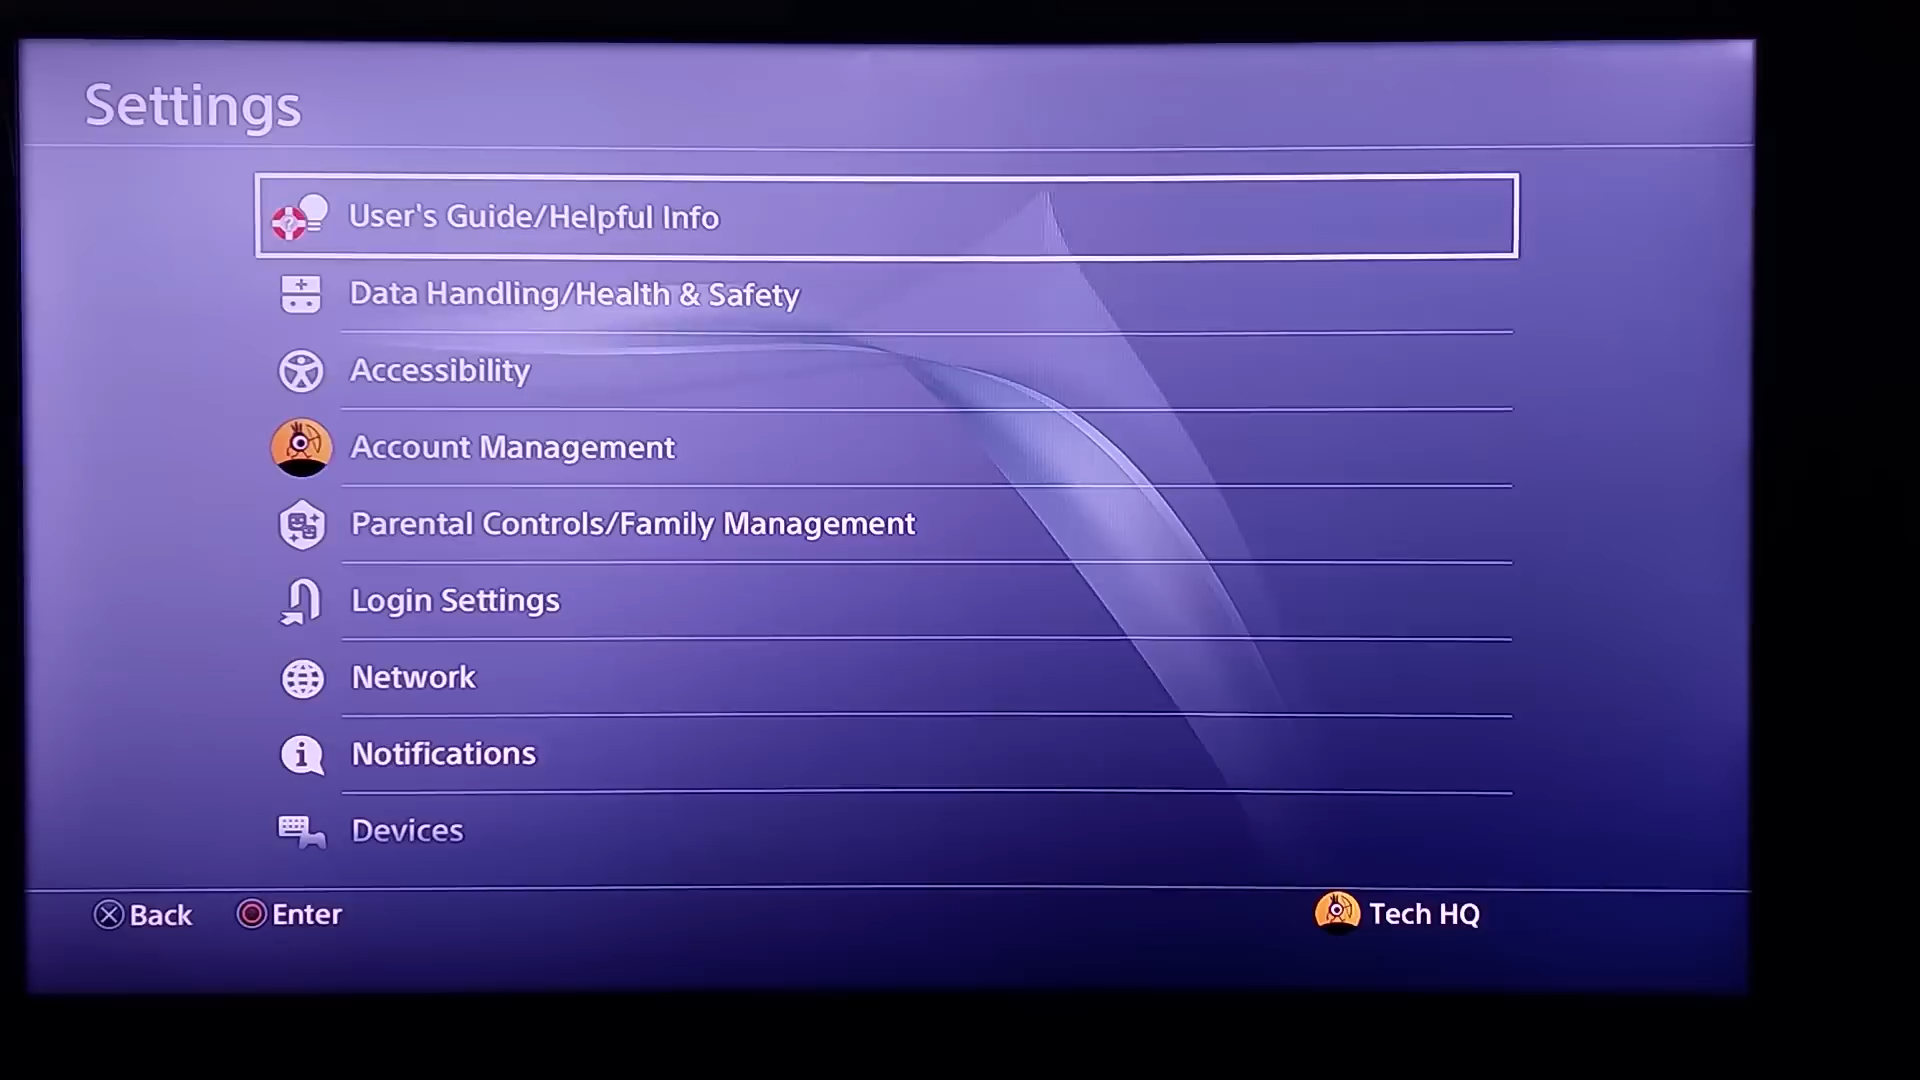 Settings
User's Guide/Helpful Info
Data Handling/Health & Safety
Accessibility
Account Management
Parental Controls/Family Management
Login Settings
Network
Notifications
Devices
Back Enter Tech HQ